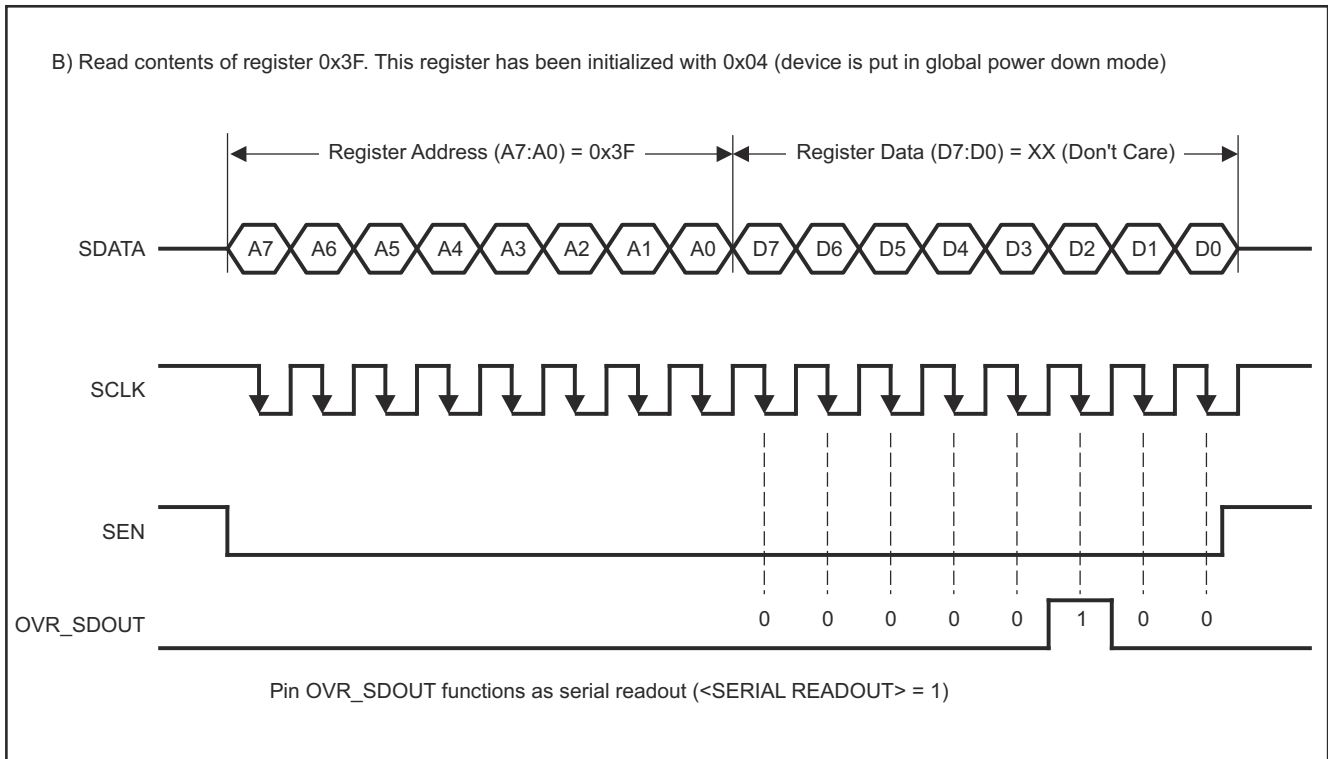 B) Read contents of register 0x3F. This register has been initialized with 0x04 (device is put in global power down mode)
Register Address (A7:A0) = 0x3F
Register Data (D7:D0) = XX (Don't Care)
SDATA
A7 A6 A5 A4 A3 A2 A1 A0 D7 D6 D5 D4 D3 D2 D1 D0
SCLK
SEN
OVR_SDOUT
0 0 0 0 0 1 0 0
Pin OVR_SDOUT functions as serial readout (<SERIAL READOUT> = 1)